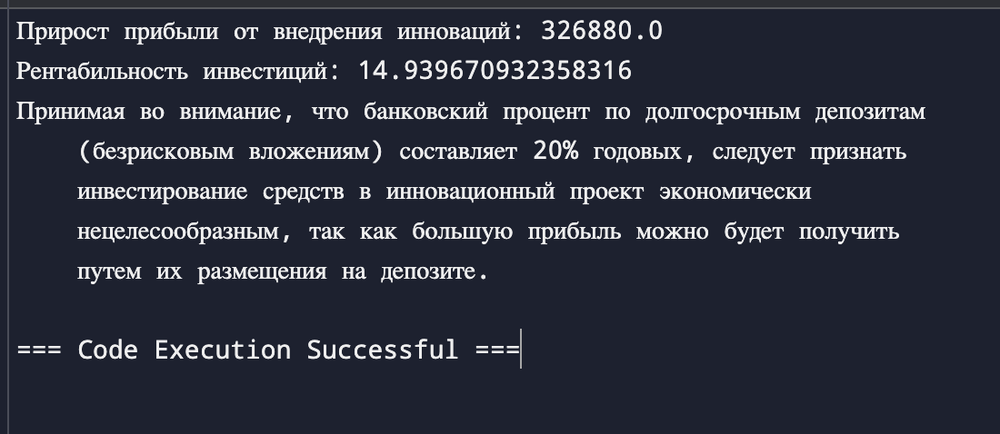 Прирост прибыли от внедрения инноваций: 326880.0
Рентабильность инвестиций: 14.939670932358316
Принимая во внимание, что банковский процент по долгосрочным депозитам
(безрисковым вложениям) составляет 20% годовых, следует признать
инвестирование средств в инновационный проект экономически
нецелесообразным, так как большую прибыль можно будет получить
путем их размещения на депозите.
=== Code Execution Successful ===